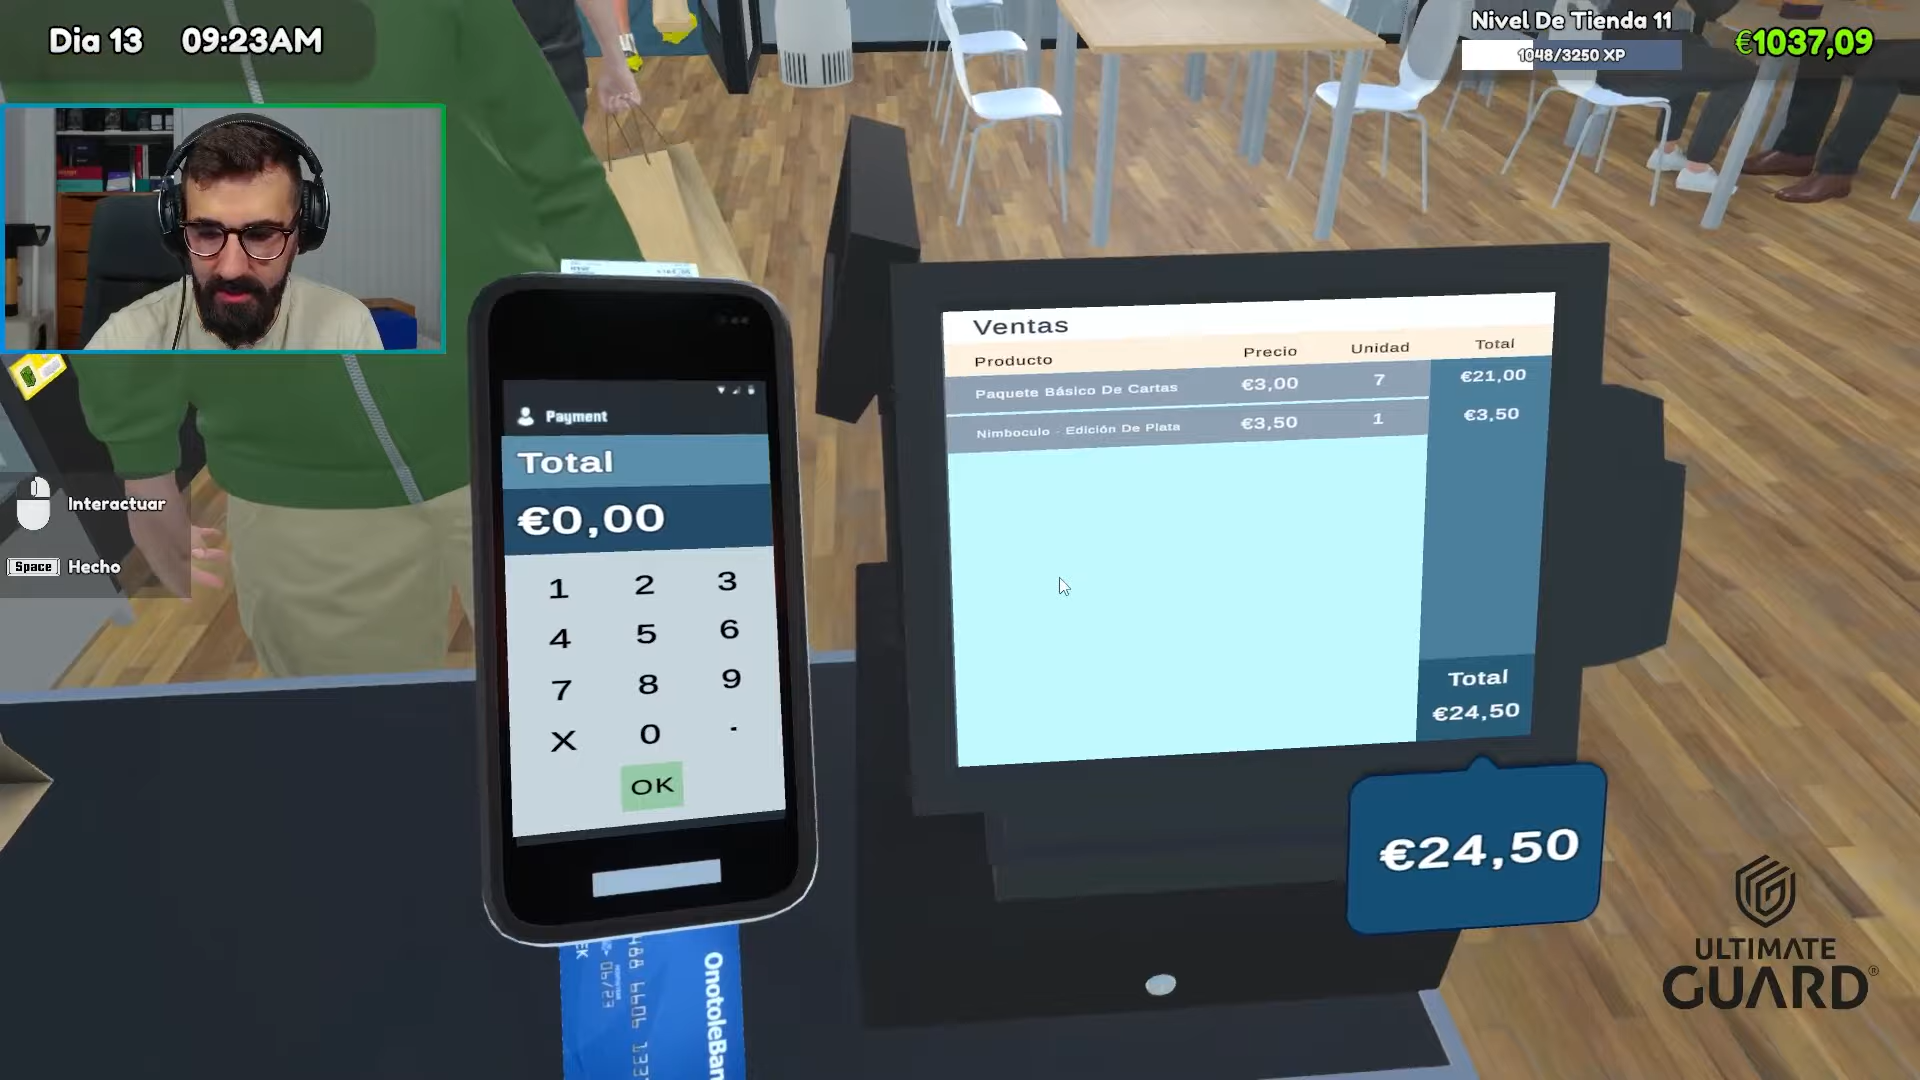 Dia 13 09:23AM
Nivel De Tienda 11
1048/3250 XP
€1037,09
Interactuar
Space Hecho
Payment
Total
€0,00
1 2 3
4 5 6
7 8 9
X 0 .
OK
Ventas
Producto Precio Unidad Total
Paquete Básico De Cartas €3,00 7 €21,00
Nimboculo - Edición De Plata €3,50 1 €3,50
Total
€24,50
€24,50
ULTIMATE
GUARD®
OnotoleBan